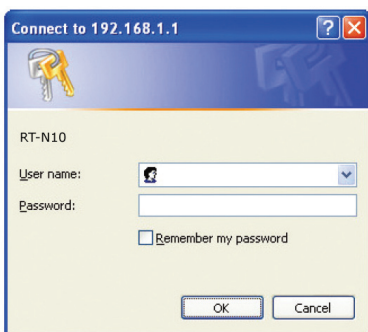 Connect to 192.168.1.1
RT-N10
User name:
Password:
Remember my password
OK
Cancel